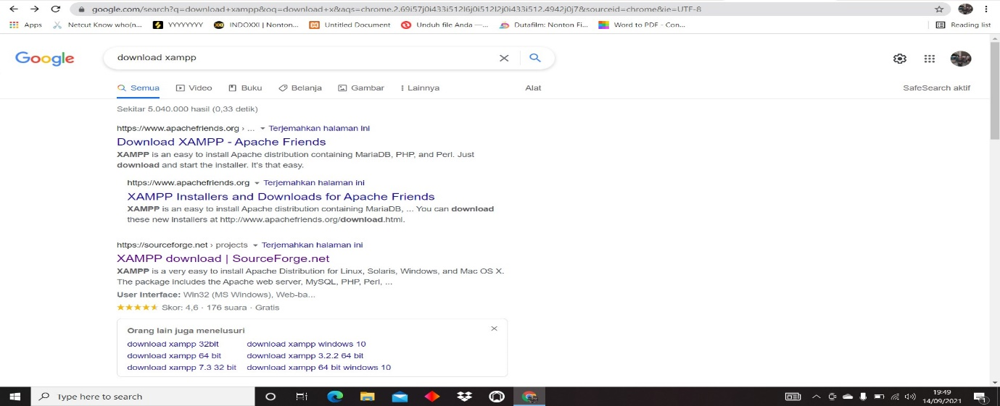 google.com/search?q=download+xampp&oq=download+x&aqs=chrome.2.69i57j0i433i512l6j0i512l2j0i433i512.4942j0j7&sourceid=chrome&ie=UTF-8
Apps Netcut Know who(n... YYYYYYYY INDOXXI | Nonton... Untitled Document Unduh file Anda —... Dutafilm: Nonton Fi... Word to PDF - Con... Reading list
Google download xampp
Semua Video Buku Belanja Gambar Lainnya Alat SafeSearch aktif
Sekitar 5.040.000 hasil (0,33 detik)
https://www.apachefriends.org › ... Terjemahkan halaman ini
Download XAMPP - Apache Friends
XAMPP is an easy to install Apache distribution containing MariaDB, PHP, and Perl. Just
download and start the installer. It's that easy.
https://www.apachefriends.org Terjemahkan halaman ini
XAMPP Installers and Downloads for Apache Friends
XAMPP is an easy to install Apache distribution containing MariaDB, ... You can download
these new installers at http://www.apachefriends.org/download.html.
https://sourceforge.net › projects Terjemahkan halaman ini
XAMPP download | SourceForge.net
XAMPP is a very easy to install Apache Distribution for Linux, Solaris, Windows, and Mac OS X.
The package includes the Apache web server, MySQL, PHP, Perl, ...
User Interface: Win32 (MS Windows), Web-ba...
Skor: 4,6 · 176 suara · Gratis
Orang lain juga menelusuri
download xampp 32bit download xampp windows 10
download xampp 64 bit download xampp 3.2.2 64 bit
download xampp 7.3 32 bit download xampp 64 bit windows 10
Type here to search
19:49
14/09/2021
1